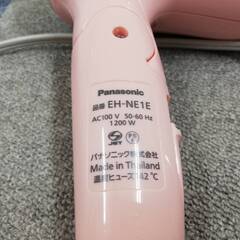 Panasonic
品番 EH-NE1E
AC100 V 50-60 Hz
1200 W
JET
パナソニック株式会社
Made in Thailand
温度ヒューズ 142 ℃